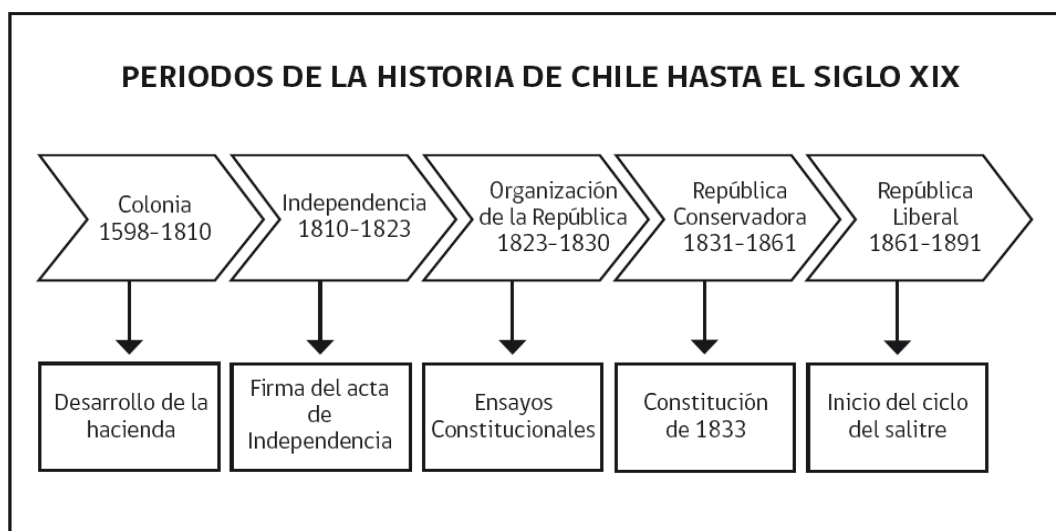 PERIODOS DE LA HISTORIA DE CHILE HASTA EL SIGLO XIX
Colonia
1598-1810
Independencia
1810-1823
Organización
de la República
1823-1830
República
Conservadora
1831-1861
República
Liberal
1861-1891
Desarrollo de la
hacienda
Firma del acta
de
Independencia
Ensayos
Constitucionales
Constitución
de 1833
Inicio del ciclo
del salitre